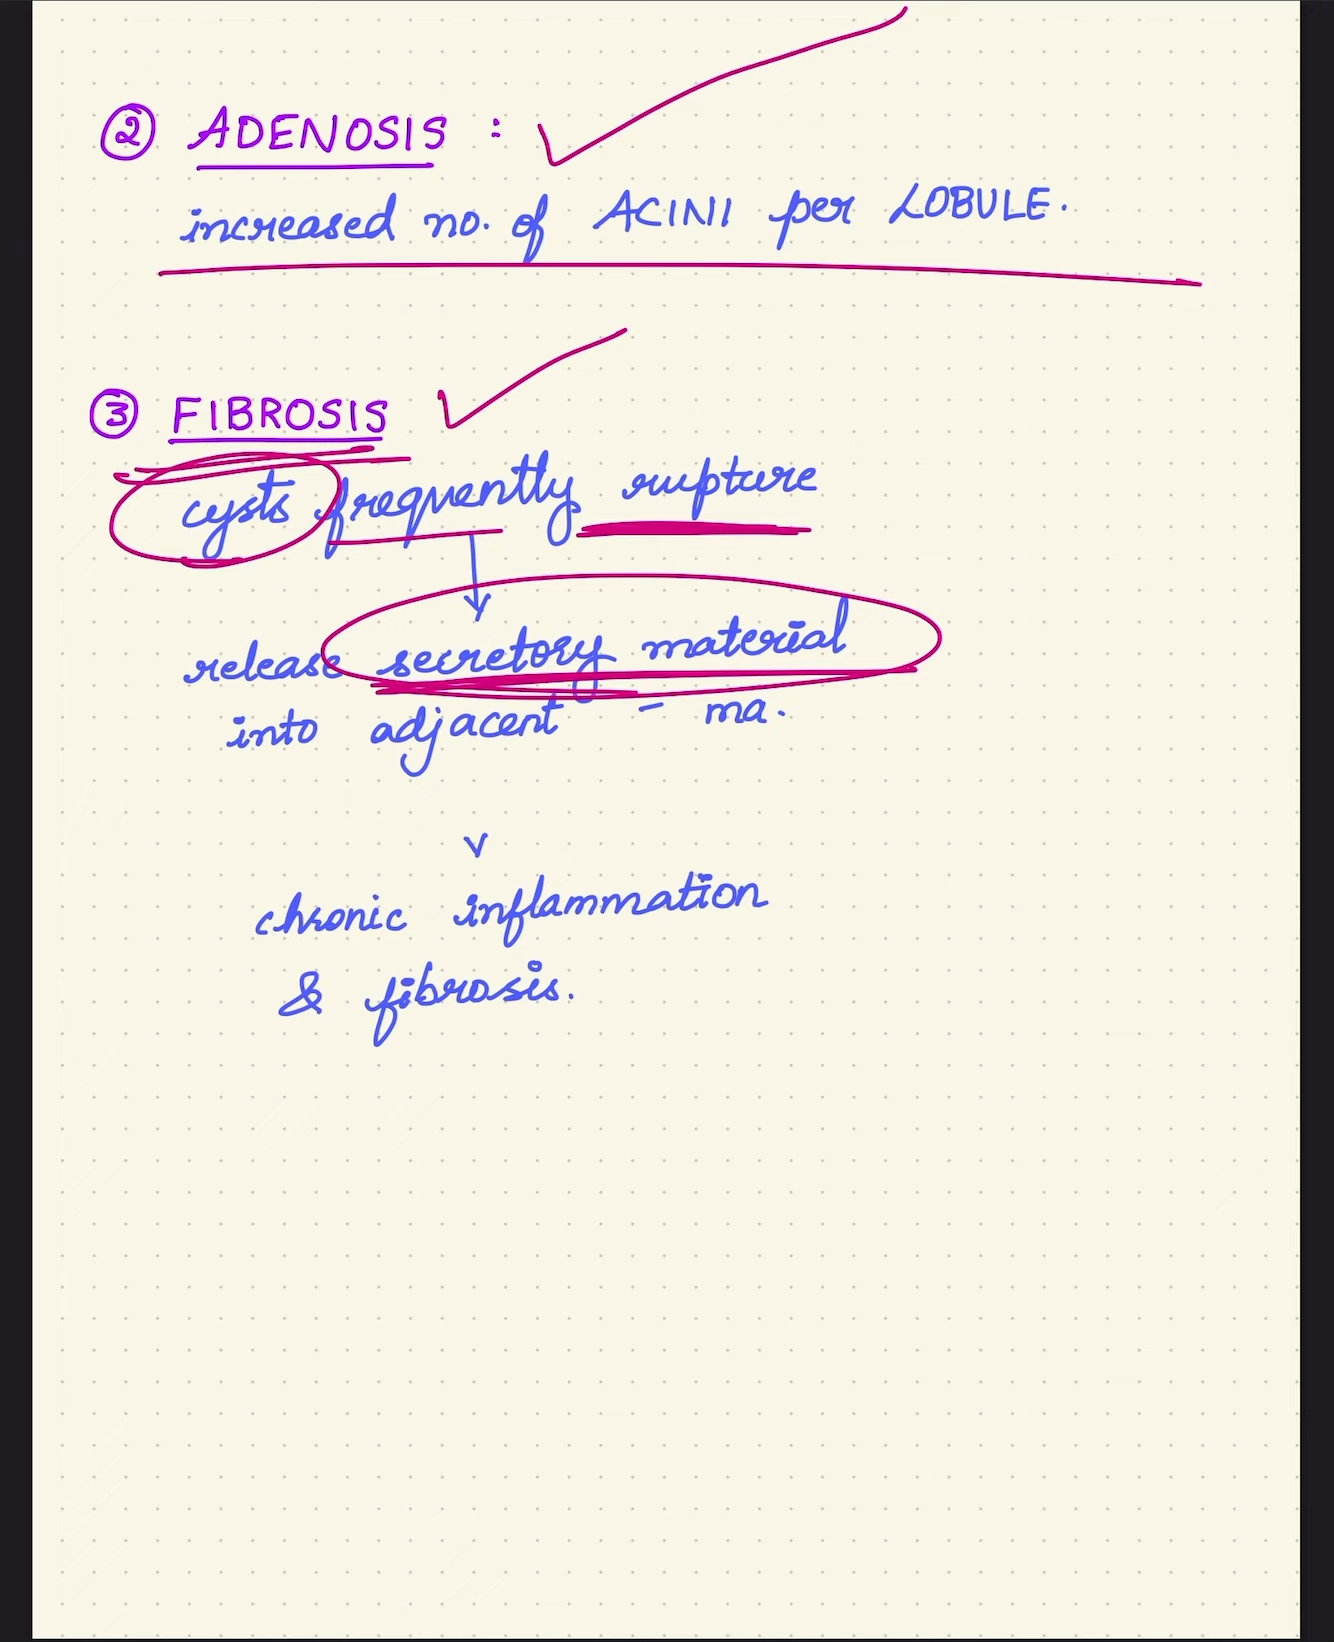 ② ADENOSIS :
increased no. of ACINI per LOBULE.
③ FIBROSIS
cysts frequently rupture
release secretory material
into adjacent - ma.
chronic inflammation
& fibrosis.